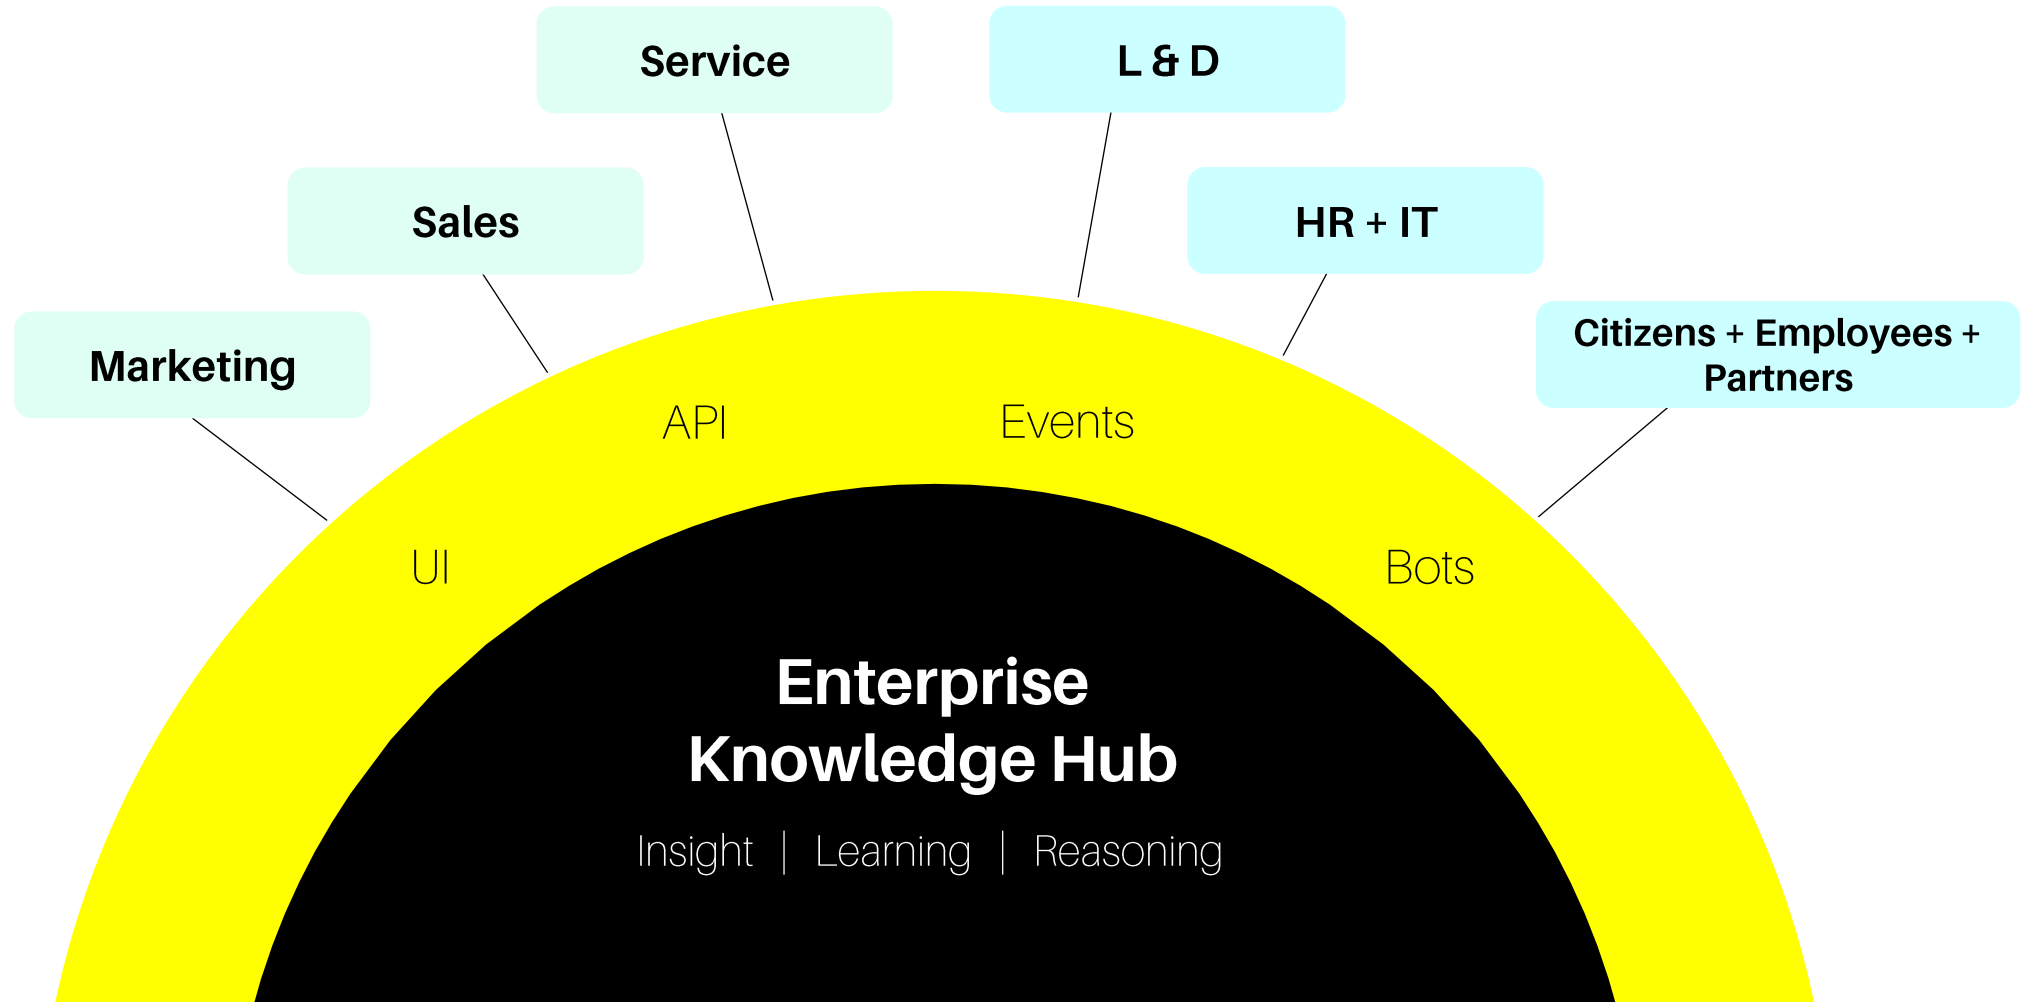 Service
L & D
Sales
HR + IT
Marketing
Citizens + Employees +
Partners
API
Events
UI
Bots
Enterprise
Knowledge Hub
Insight | Learning | Reasoning